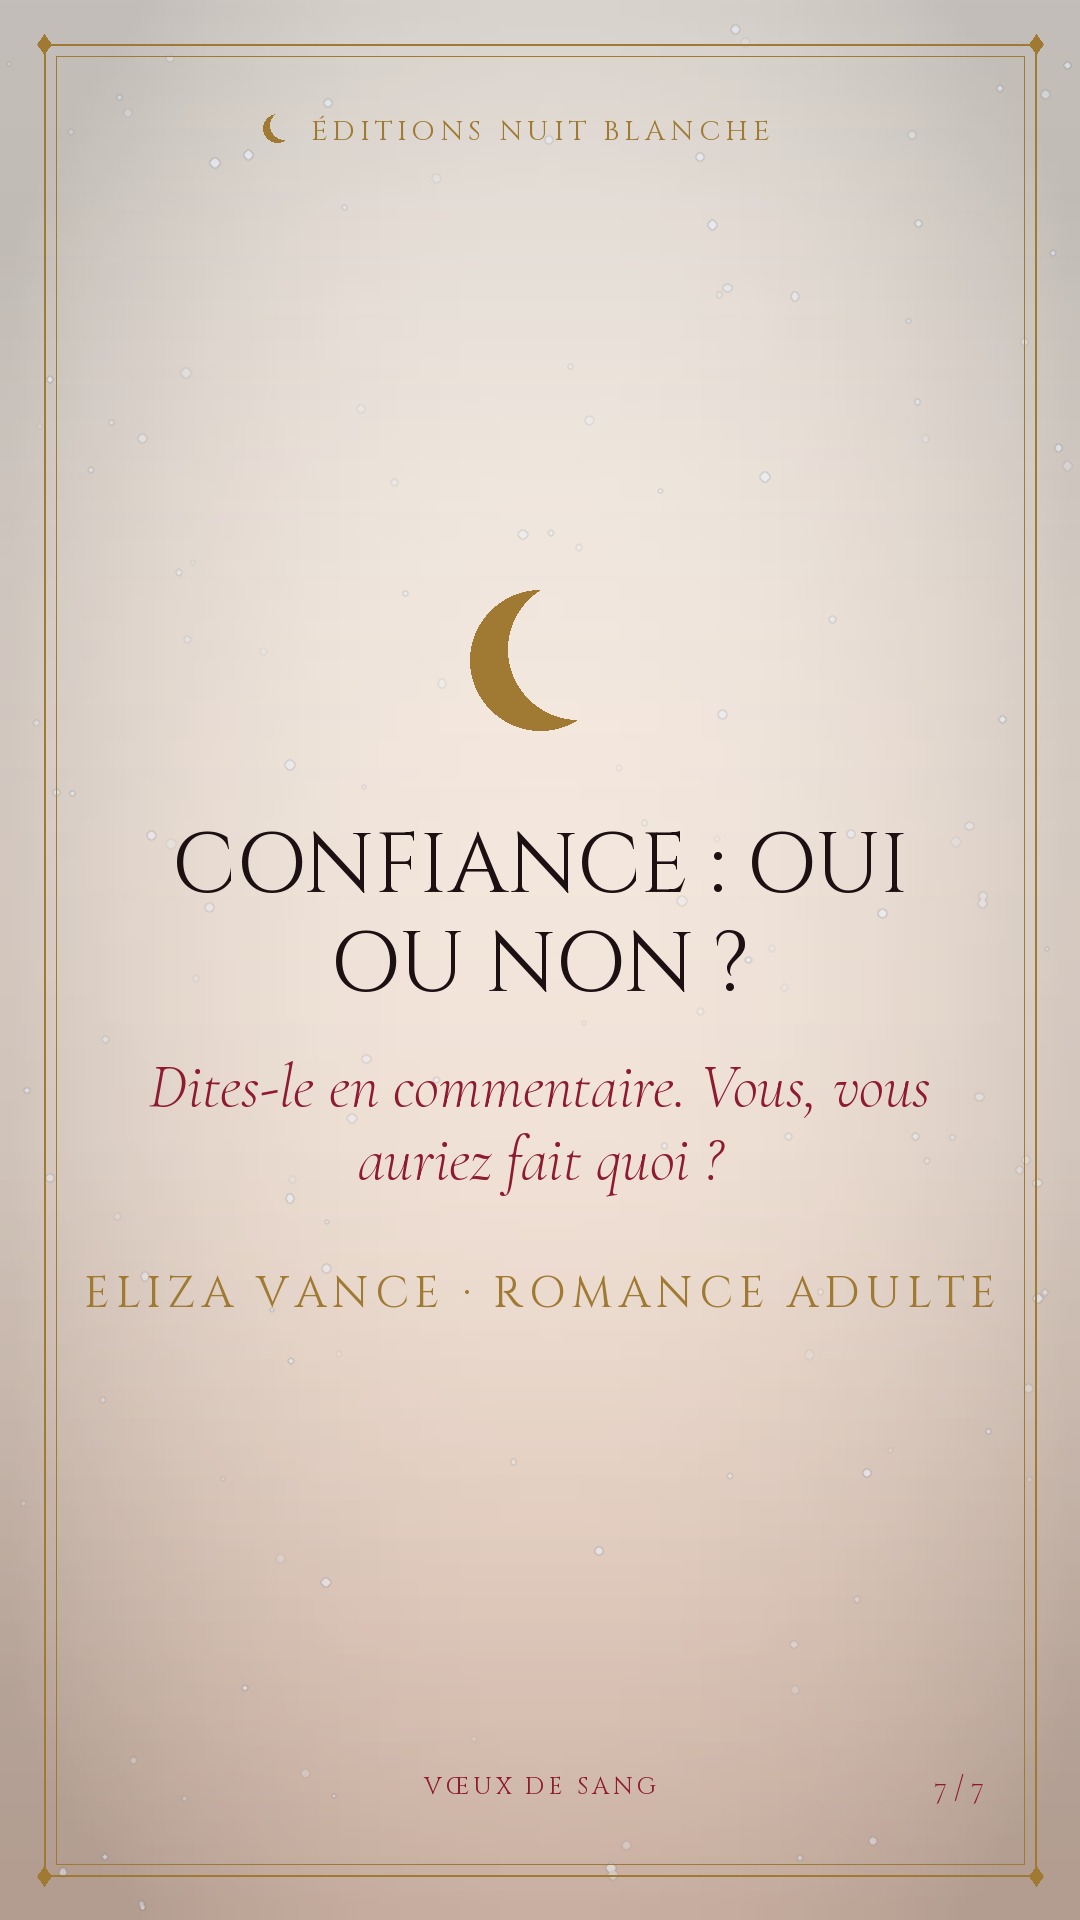 ÉDITIONS NUIT BLANCHE
CONFIANCE : OUI
OU NON ?
Dites-le en commentaire. Vous, vous
auriez fait quoi ?
ELIZA VANCE · ROMANCE ADULTE
VŒUX DE SANG
7 / 7